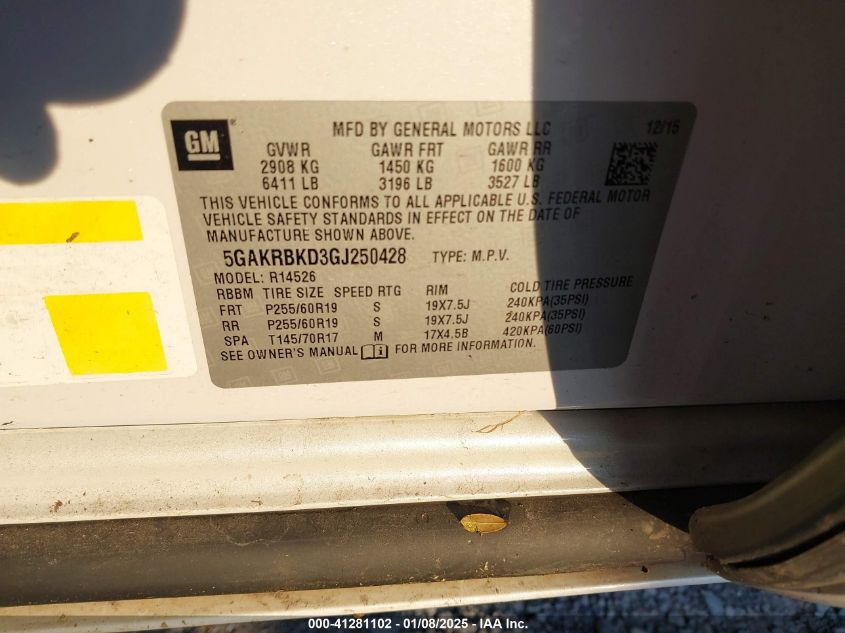 GM
MFD BY GENERAL MOTORS LLC 12/15
GVWR GAWR FRT GAWR RR
2908 KG 1450 KG 1600 KG
6411 LB 3196 LB 3527 LB
THIS VEHICLE CONFORMS TO ALL APPLICABLE U.S. FEDERAL MOTOR
VEHICLE SAFETY STANDARDS IN EFFECT ON THE DATE OF
MANUFACTURE SHOWN ABOVE.
5GAKRBKD3GJ250428 TYPE: M.P.V.
MODEL: R14526
RBBM TIRE SIZE SPEED RTG RIM COLD TIRE PRESSURE
FRT P255/60R19 S 19X7.5J 240KPA(35PSI)
RR P255/60R19 S 19X7.5J 240KPA(35PSI)
SPA T145/70R17 M 17X4.5B 420KPA(60PSI)
SEE OWNER'S MANUAL FOR MORE INFORMATION.
000-41281102 - 01/08/2025 - IAA Inc.